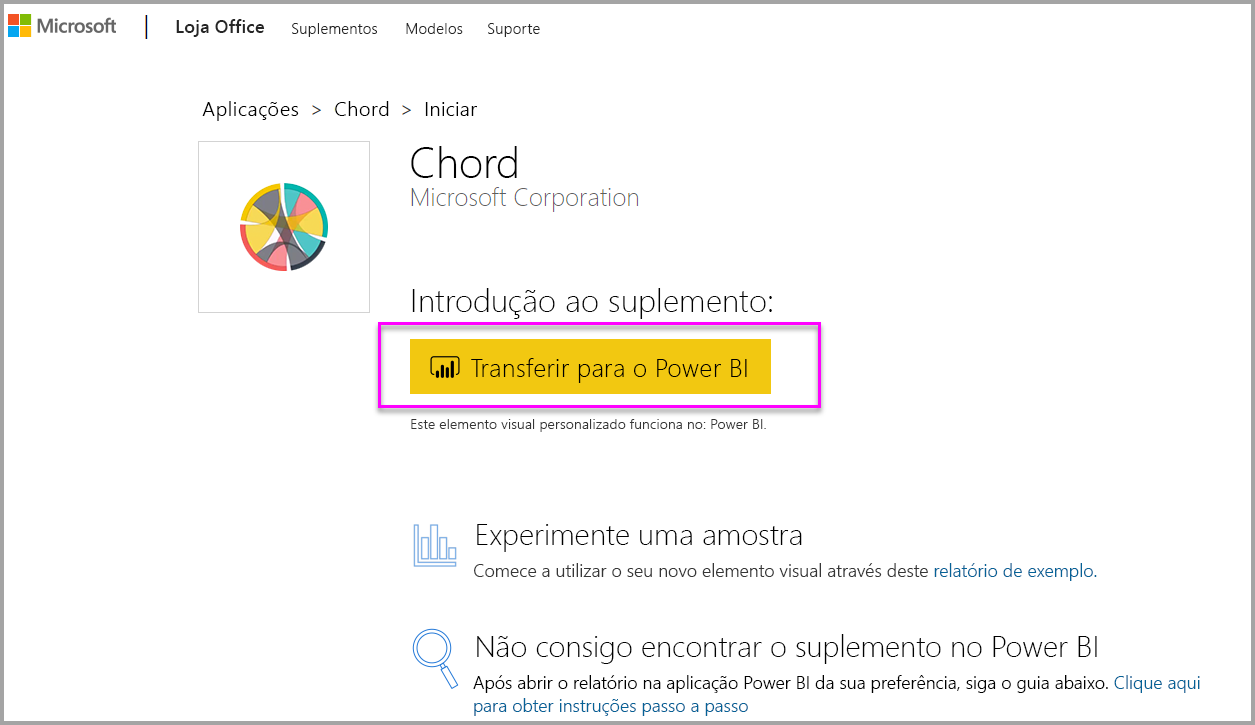 Microsoft | Loja Office Suplementos Modelos Suporte
Aplicações > Chord > Iniciar
Chord
Microsoft Corporation
Introdução ao suplemento:
Transferir para o Power BI
Este elemento visual personalizado funciona no: Power BI.
Experimente uma amostra
Comece a utilizar o seu novo elemento visual através deste relatório de exemplo.
Não consigo encontrar o suplemento no Power BI
Após abrir o relatório na aplicação Power BI da sua preferência, siga o guia abaixo. Clique aqui
para obter instruções passo a passo